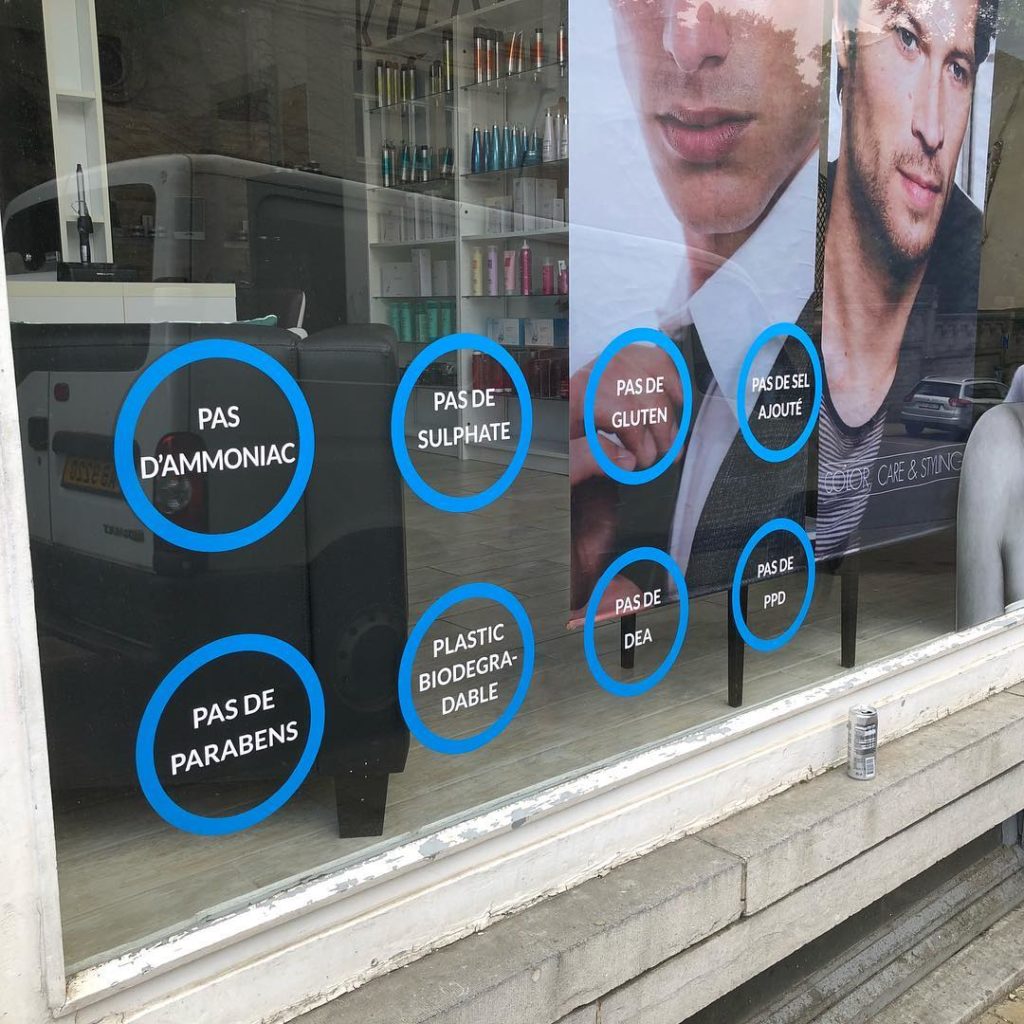 PAS
D'AMMONIAC
PAS DE
SULPHATE
PAS DE
GLUTEN
PAS DE SEL
AJOUTÉ
COLOR, CARE & STYLING
PAS DE
PARABENS
PLASTIC
BIODEGRA-
DABLE
PAS DE
DEA
PAS DE
PPD